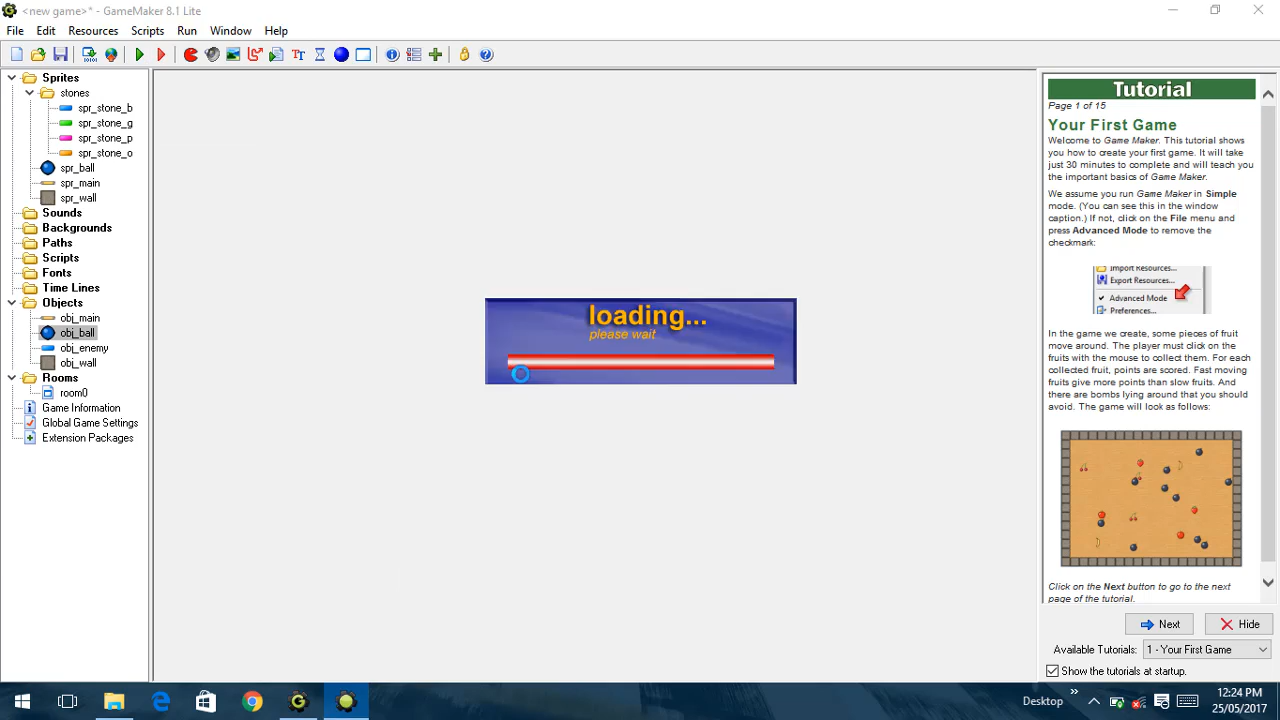 <new game>* - GameMaker 8.1 Lite
File Edit Resources Scripts Run Window Help
Sprites
stones
spr_stone_b
spr_stone_g
spr_stone_p
spr_stone_o
spr_ball
spr_main
spr_wall
Sounds
Backgrounds
Paths
Scripts
Fonts
Time Lines
Objects
obj_main
obj_ball
obj_enemy
obj_wall
Rooms
room0
Game Information
Global Game Settings
Extension Packages
loading...
please wait
Tutorial
Page 1 of 15
Your First Game
Welcome to Game Maker. This tutorial shows
you how to create your first game. It will take
just 30 minutes to complete and will teach you
the important basics of Game Maker.
We assume you run Game Maker in Simple
mode. (You can see this in the window
caption.) If not, click on the File menu and
press Advanced Mode to remove the
checkmark:
Import Resources...
Export Resources...
Advanced Mode
Preferences...
In the game we create, some pieces of fruit
move around. The player must click on the
fruits with the mouse to collect them. For each
collected fruit, points are scored. Fast moving
fruits give more points than slow fruits. And
there are bombs lying around that you should
avoid. The game will look as follows:
Click on the Next button to go to the next
page of the tutorial.
Next Hide
Available Tutorials: 1 - Your First Game
Show the tutorials at startup.
Desktop
12:24 PM
25/05/2017